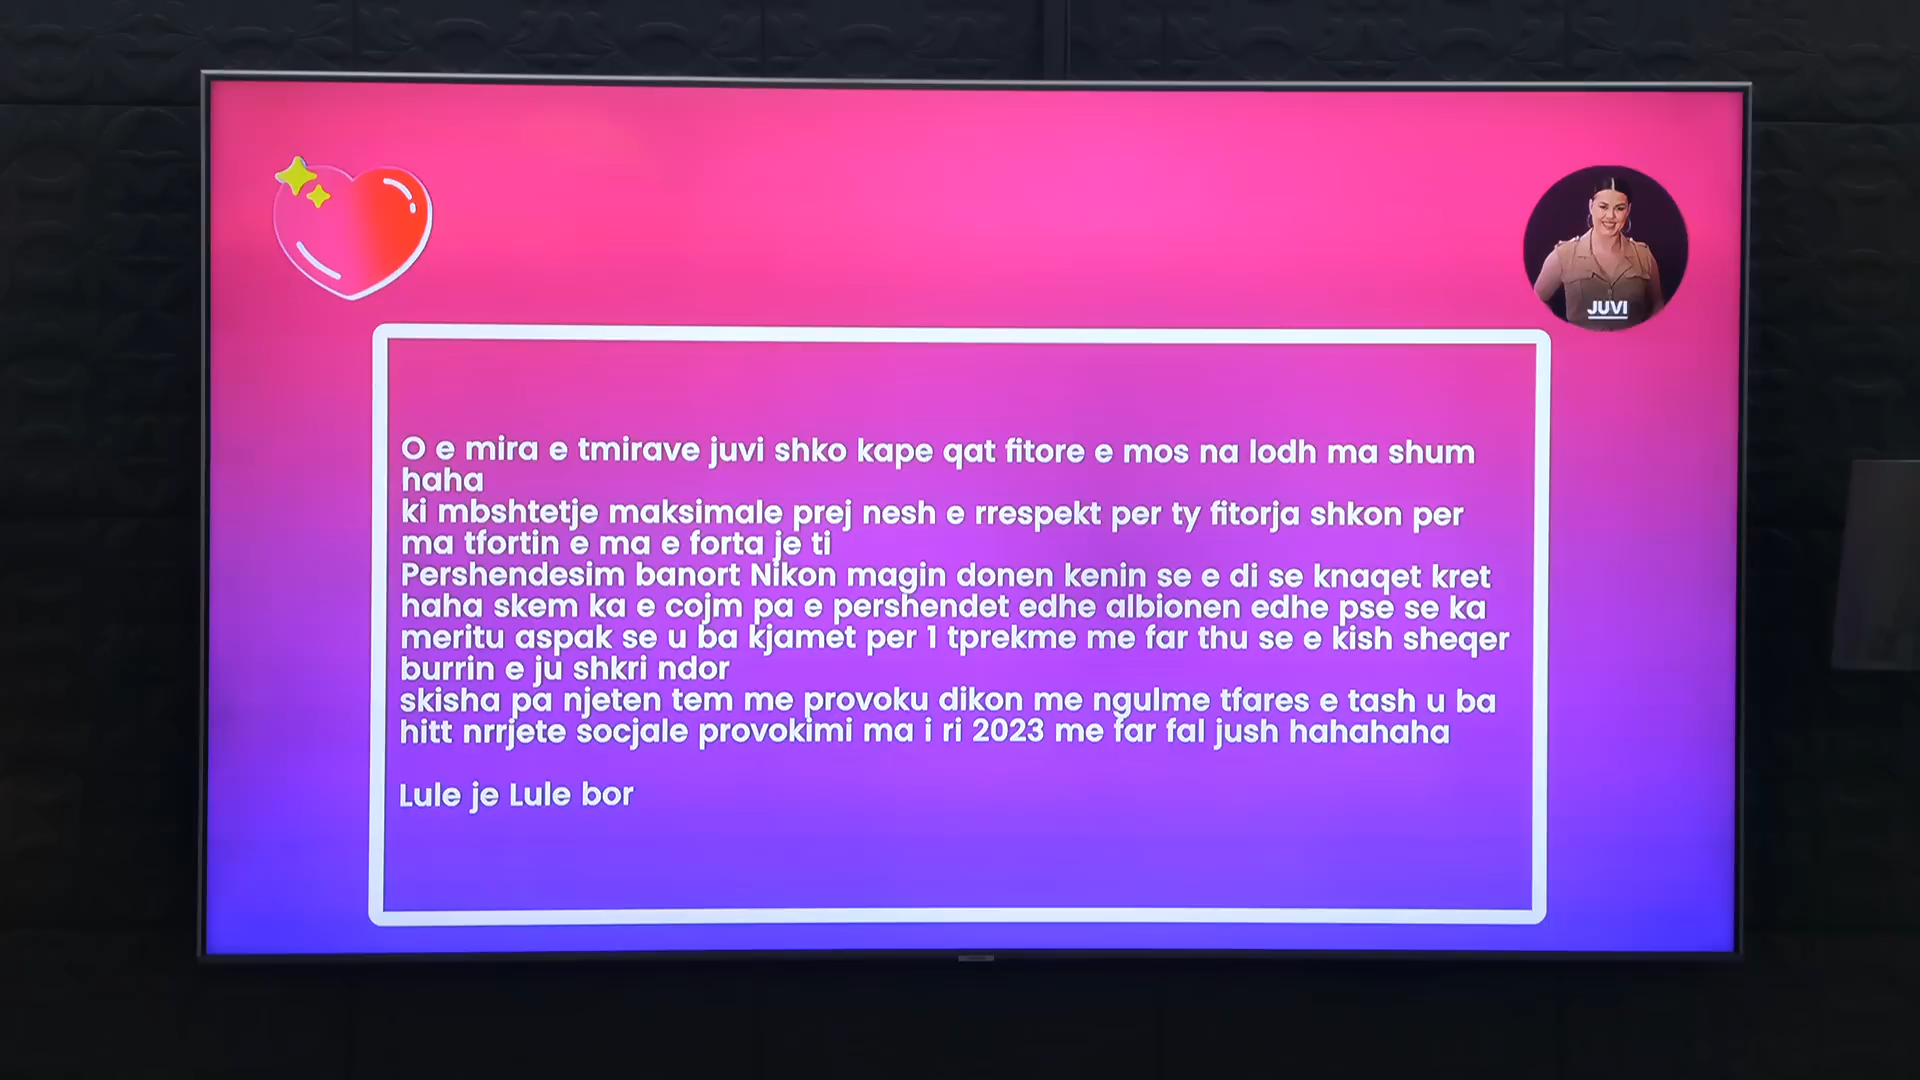 JUVI
O e mira e tmirave juvi shko kape qat fitore e mos na lodh ma shum
haha
ki mbshtetje maksimale prej nesh e rrespekt per ty fitorja shkon per
ma tfortin e ma e forta je ti
Pershendesim banort Nikon magin donen kenin se e di se knaqet kret
haha skem ka e cojm pa e pershendet edhe albionen edhe pse se ka
meritu aspak se u ba kjamet per 1 tprekme me far thu se e kish sheqer
burrin e ju shkri ndor
skisha pa njeten tem me provoku dikon me ngulme tfares e tash u ba
hitt nrrjete socjale provokimi ma i ri 2023 me far fal jush hahahaha
Lule je Lule bor